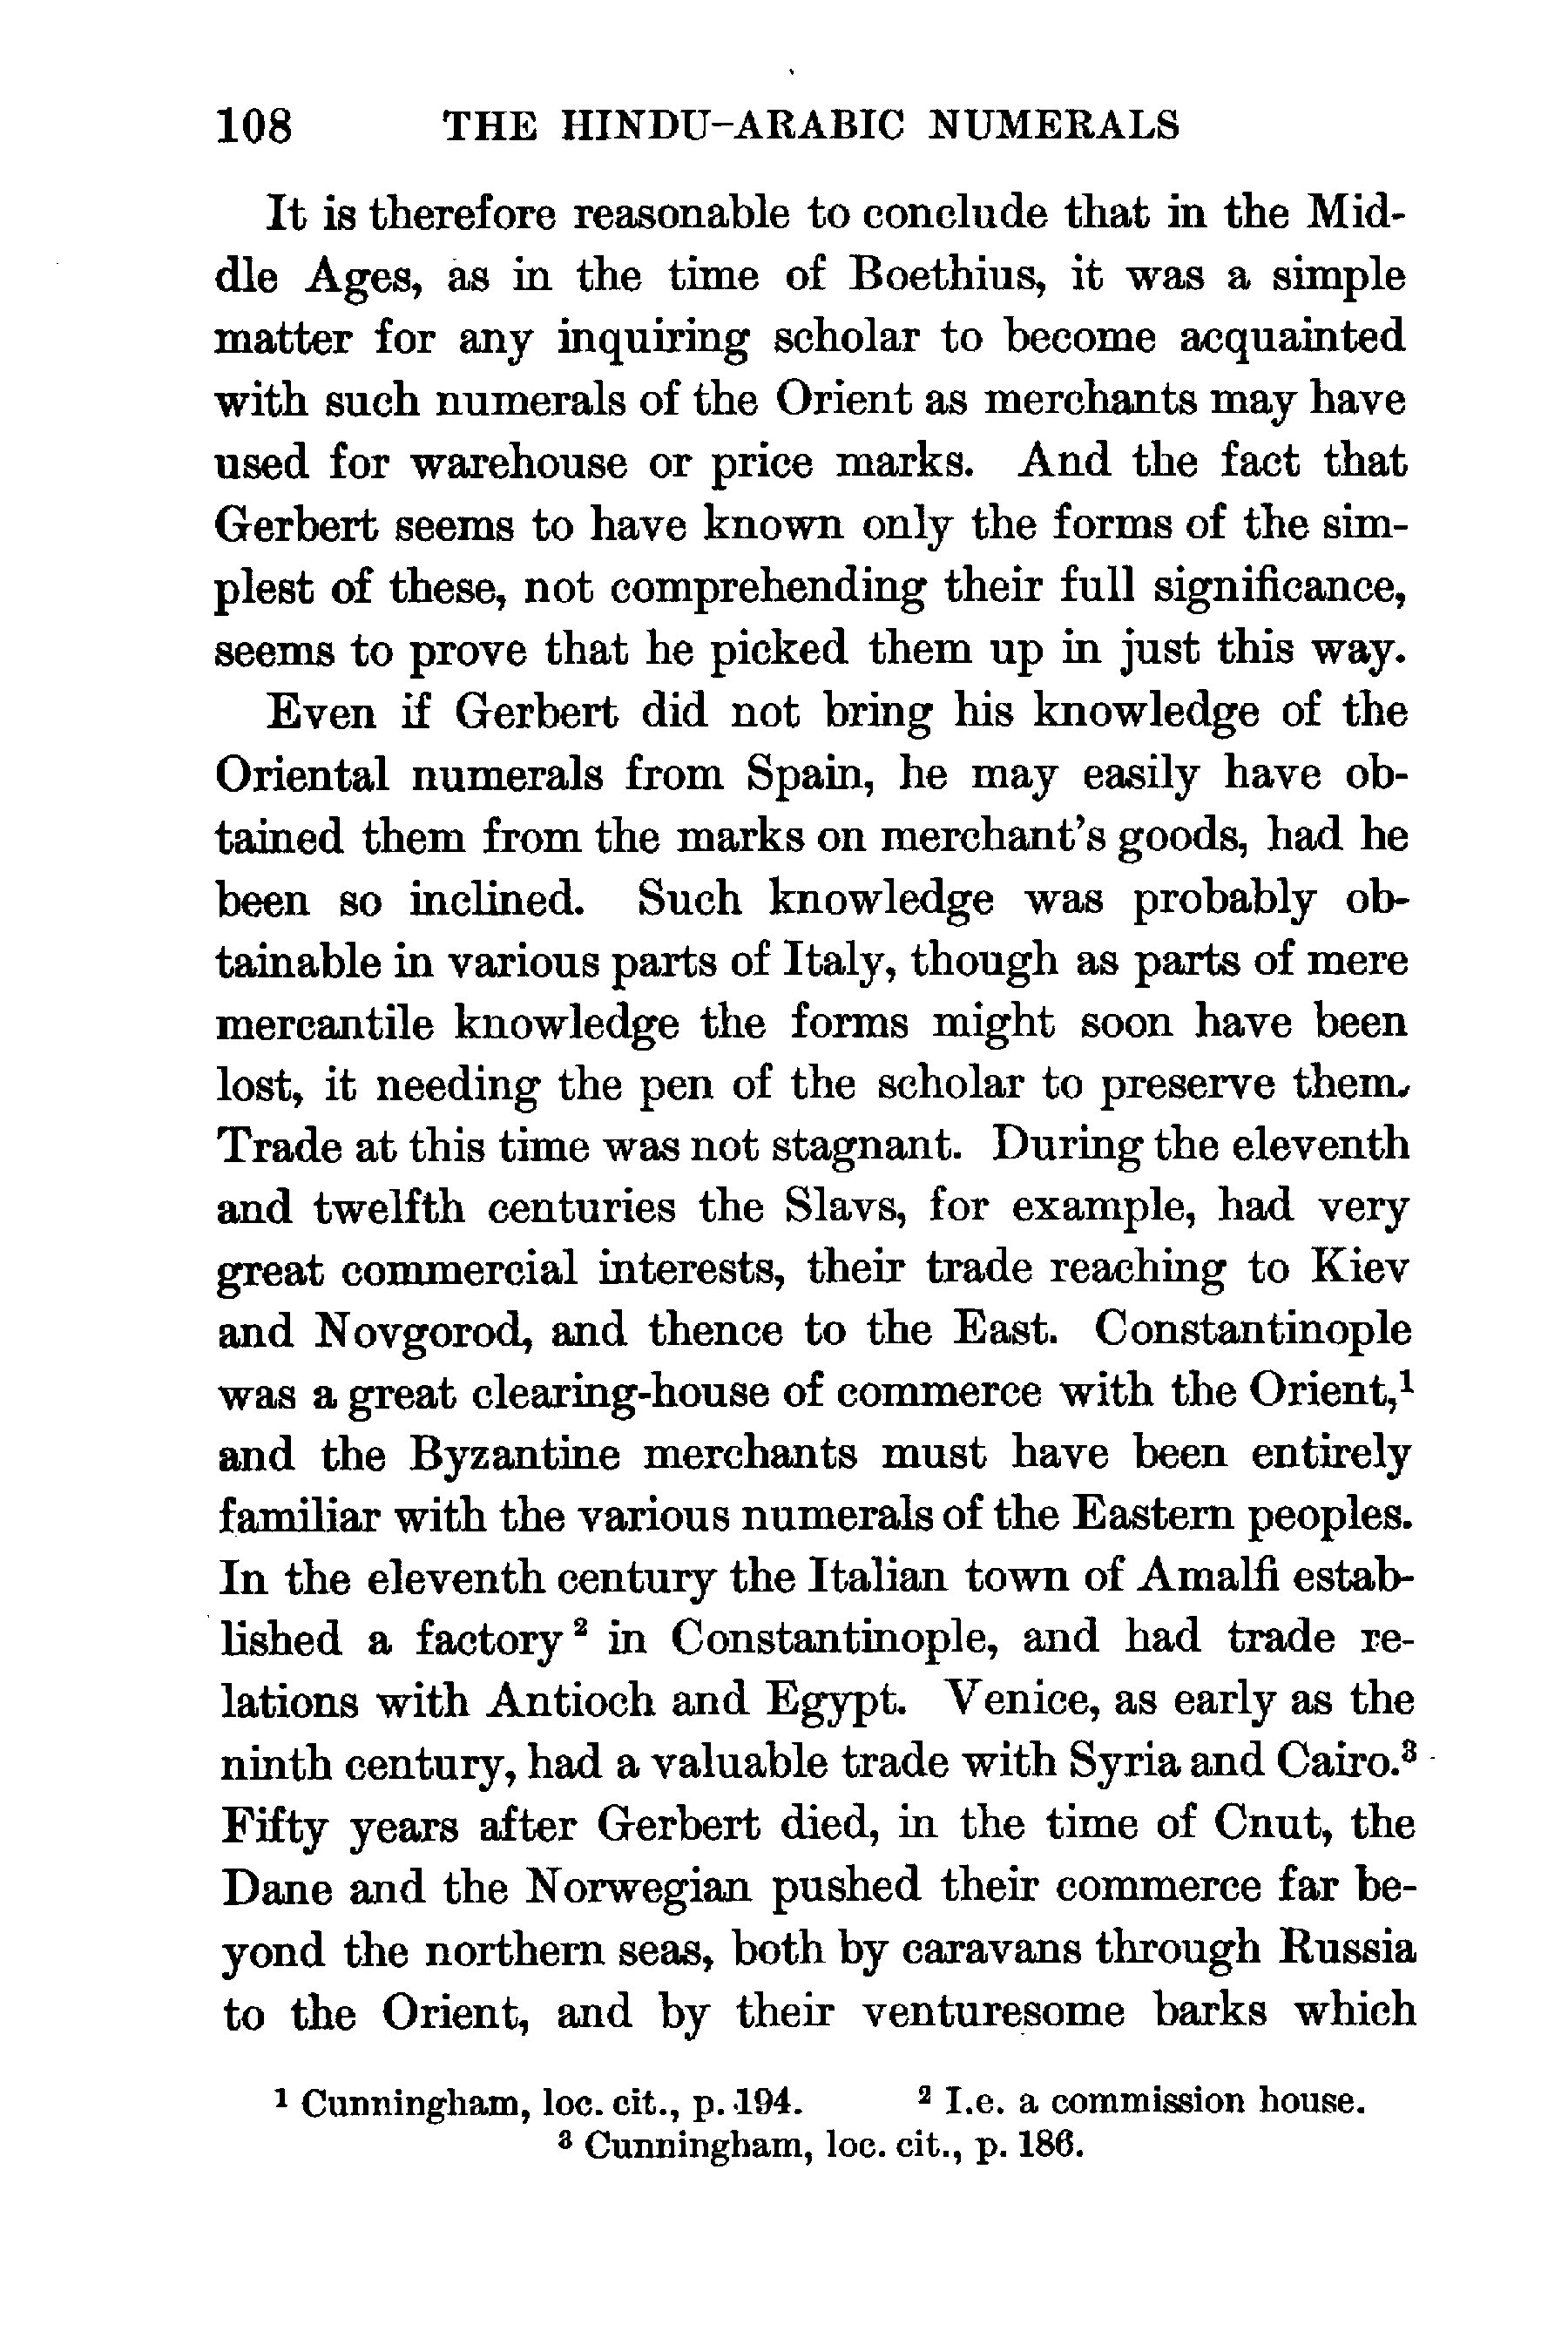 108 THE HINDU-ARABIC NUMERALS
It is therefore reasonable to conclude that in the Mid-
dle Ages, as in the time of Boethius, it was a simple
matter for any inquiring scholar to become acquainted
with such numerals of the Orient as merchants may have
used for warehouse or price marks. And the fact that
Gerbert seems to have known only the forms of the sim-
plest of these, not comprehending their full significance,
seems to prove that he picked them up in just this way.
Even if Gerbert did not bring his knowledge of the
Oriental numerals from Spain, he may easily have ob-
tained them from the marks on merchant's goods, had he
been so inclined. Such knowledge was probably ob-
tainable in various parts of Italy, though as parts of mere
mercantile knowledge the forms might soon have been
lost, it needing the pen of the scholar to preserve them.
Trade at this time was not stagnant. During the eleventh
and twelfth centuries the Slavs, for example, had very
great commercial interests, their trade reaching to Kiev
and Novgorod, and thence to the East. Constantinople
was a great clearing-house of commerce with the Orient,¹
and the Byzantine merchants must have been entirely
familiar with the various numerals of the Eastern peoples.
In the eleventh century the Italian town of Amalfi estab-
lished a factory² in Constantinople, and had trade re-
lations with Antioch and Egypt. Venice, as early as the
ninth century, had a valuable trade with Syria and Cairo.³
Fifty years after Gerbert died, in the time of Cnut, the
Dane and the Norwegian pushed their commerce far be-
yond the northern seas, both by caravans through Russia
to the Orient, and by their venturesome barks which
¹ Cunningham, loc. cit., p. 194. ² I.e. a commission house.
³ Cunningham, loc. cit., p. 186.